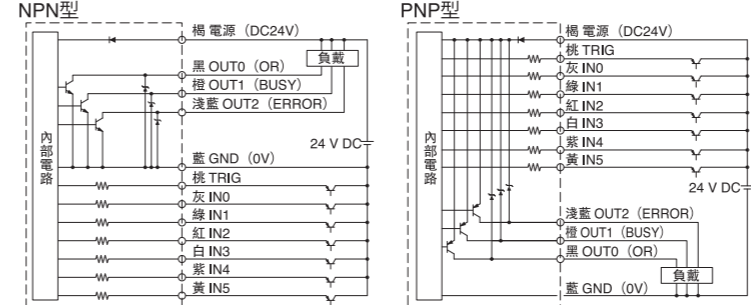 NPN型
褐 電源（DC24V）
負載
黑 OUT0（OR）
橙 OUT1（BUSY）
淺藍 OUT2（ERROR）
內部電路
24 V DC
藍 GND（0V）
桃 TRIG
灰 IN0
綠 IN1
紅 IN2
白 IN3
紫 IN4
黃 IN5
PNP型
褐 電源（DC24V）
桃 TRIG
灰 IN0
綠 IN1
紅 IN2
白 IN3
紫 IN4
黃 IN5
內部電路
24 V DC
淺藍 OUT2（ERROR）
橙 OUT1（BUSY）
黑 OUT0（OR）
負載
藍 GND（0V）